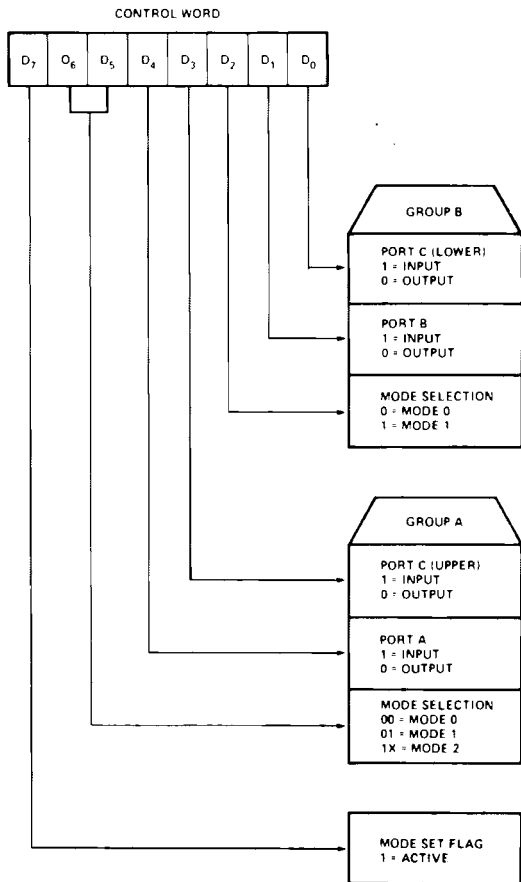 CONTROL WORD
D7 D6 D5 D4 D3 D2 D1 D0
GROUP B
PORT C (LOWER)
1 = INPUT
0 = OUTPUT
PORT B
1 = INPUT
0 = OUTPUT
MODE SELECTION
0 = MODE 0
1 = MODE 1
GROUP A
PORT C (UPPER)
1 = INPUT
0 = OUTPUT
PORT A
1 = INPUT
0 = OUTPUT
MODE SELECTION
00 = MODE 0
01 = MODE 1
1X = MODE 2
MODE SET FLAG
1 = ACTIVE